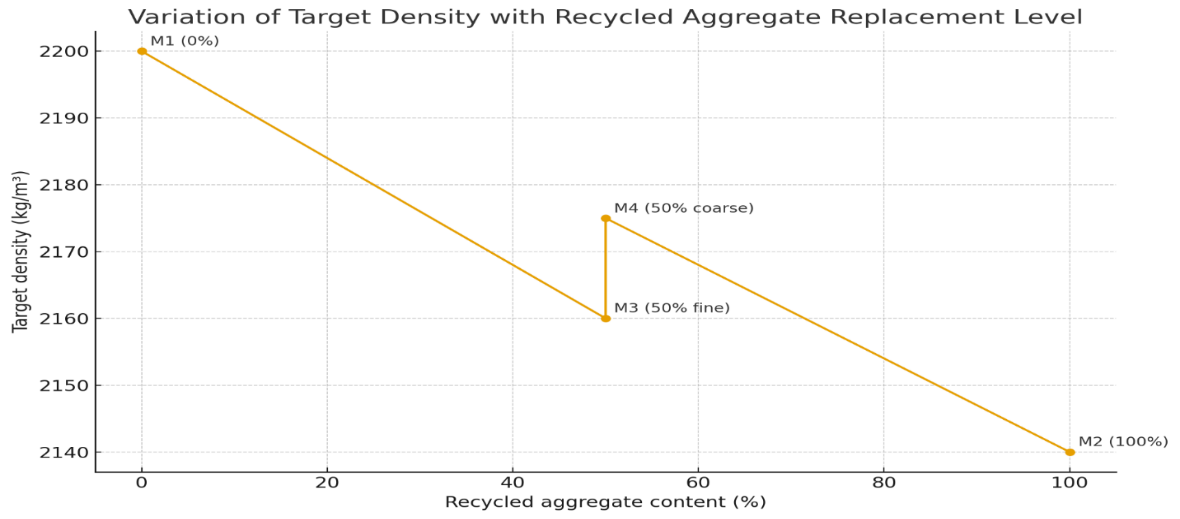 Variation of Target Density with Recycled Aggregate Replacement Level
M1 (0%)
2200
2190
2180
M4 (50% coarse)
2170
Target density (kg/m³)
M3 (50% fine)
2160
2150
M2 (100%)
2140
0 20 40 60 80 100
Recycled aggregate content (%)